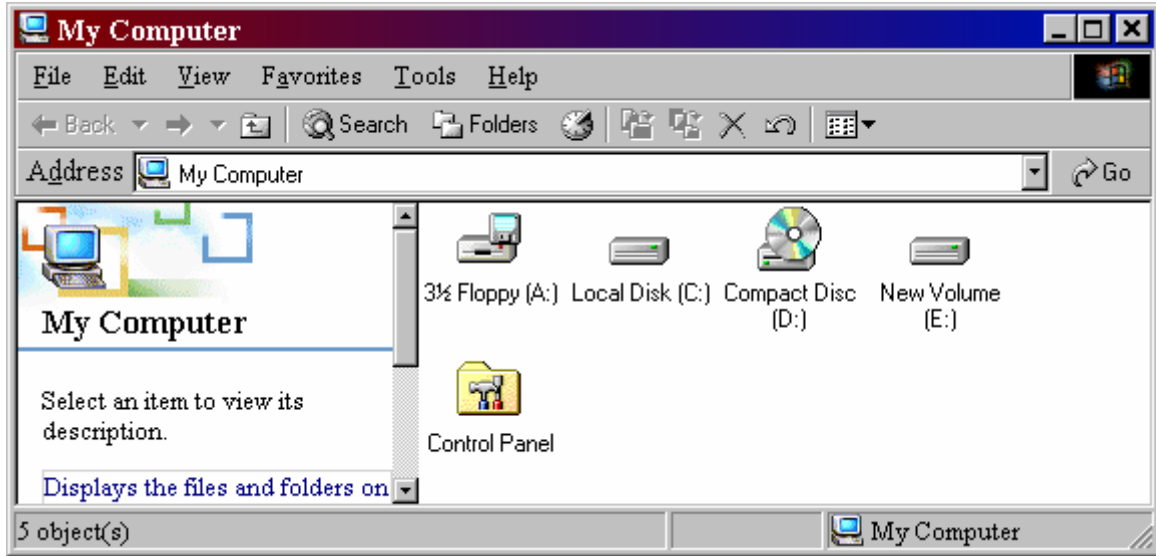 My Computer
File Edit View Favorites Tools Help
Back Search Folders
Address My Computer Go
My Computer
Select an item to view its
description.
Displays the files and folders on
3½ Floppy (A:) Local Disk (C:) Compact Disc New Volume
(D:) (E:)
Control Panel
5 object(s) My Computer